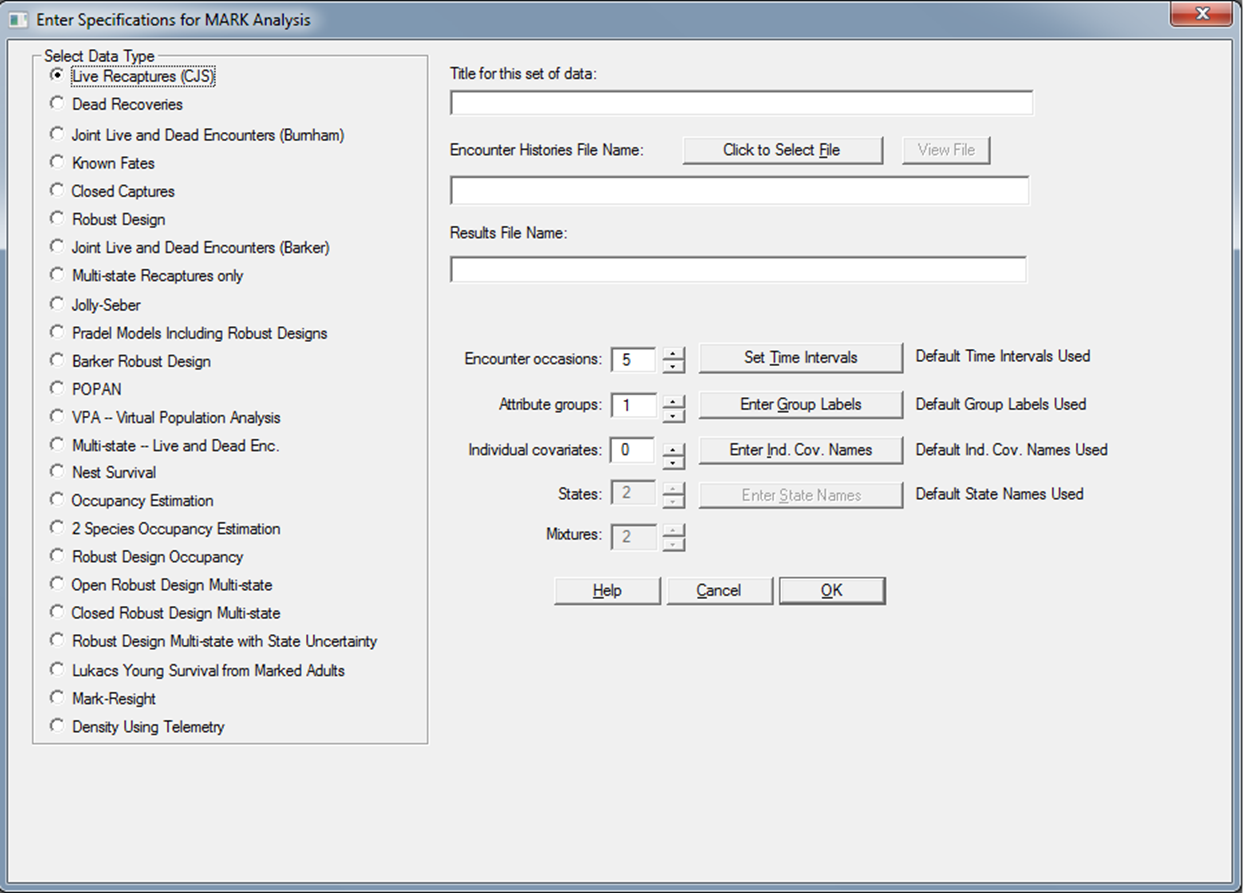 Enter Specifications for MARK Analysis
Select Data Type
Live Recaptures (CJS)
Dead Recoveries
Joint Live and Dead Encounters (Burnham)
Known Fates
Closed Captures
Robust Design
Joint Live and Dead Encounters (Barker)
Multi-state Recaptures only
Jolly-Seber
Pradel Models Including Robust Designs
Barker Robust Design
POPAN
VPA -- Virtual Population Analysis
Multi-state -- Live and Dead Enc.
Nest Survival
Occupancy Estimation
2 Species Occupancy Estimation
Robust Design Occupancy
Open Robust Design Multi-state
Closed Robust Design Multi-state
Robust Design Multi-state with State Uncertainty
Lukacs Young Survival from Marked Adults
Mark-Resight
Density Using Telemetry
Title for this set of data:
Encounter Histories File Name: Click to Select File View File
Results File Name:
Encounter occasions: 5 Set Time Intervals Default Time Intervals Used
Attribute groups: 1 Enter Group Labels Default Group Labels Used
Individual covariates: 0 Enter Ind. Cov. Names Default Ind. Cov. Names Used
States: 2 Enter State Names Default State Names Used
Mixtures: 2
Help Cancel OK